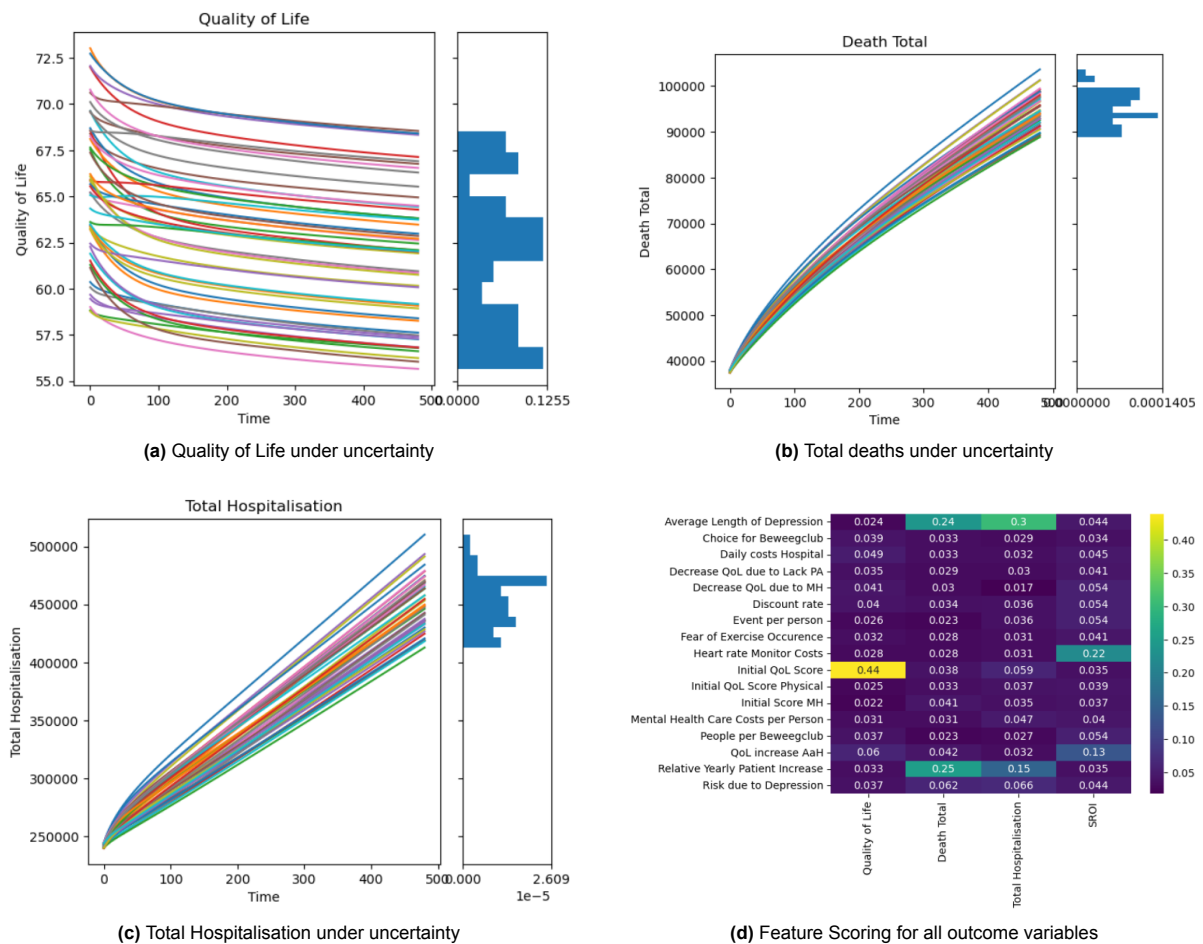 Quality of Life
72.5
70.0
67.5
65.0
62.5
60.0
57.5
55.0
Quality of Life
0 100 200 300 400 500
0.0000 0.1255
Time
(a) Quality of Life under uncertainty
Death Total
100000
90000
80000
70000
60000
50000
40000
Death Total
0 100 200 300 400 500
0.0000000 0.0001405
Time
(b) Total deaths under uncertainty
Total Hospitalisation
500000
450000
400000
350000
300000
250000
Total Hospitalisation
0 100 200 300 400 500
0.000 2.609
1e-5
Time
(c) Total Hospitalisation under uncertainty
Average Length of Depression 0.024 0.24 0.3 0.044
Choice for Beweegclub 0.039 0.033 0.029 0.034
Daily costs Hospital 0.049 0.033 0.032 0.045
Decrease QoL due to Lack PA 0.035 0.029 0.03 0.041
Decrease QoL due to MH 0.041 0.03 0.017 0.054
Discount rate 0.04 0.034 0.036 0.054
Event per person 0.026 0.023 0.036 0.054
Fear of Exercise Occurence 0.032 0.028 0.031 0.041
Heart rate Monitor Costs 0.028 0.028 0.031 0.22
Initial QoL Score 0.44 0.038 0.059 0.035
Initial QoL Score Physical 0.025 0.033 0.037 0.039
Initial Score MH 0.022 0.041 0.035 0.037
Mental Health Care Costs per Person 0.031 0.031 0.047 0.04
People per Beweegclub 0.037 0.023 0.027 0.054
QoL increase AaH 0.06 0.042 0.032 0.13
Relative Yearly Patient Increase 0.033 0.25 0.15 0.035
Risk due to Depression 0.037 0.062 0.066 0.044
Quality of Life
Death Total
Total Hospitalisation
SROI
0.40
0.35
0.30
0.25
0.20
0.15
0.10
0.05
(d) Feature Scoring for all outcome variables